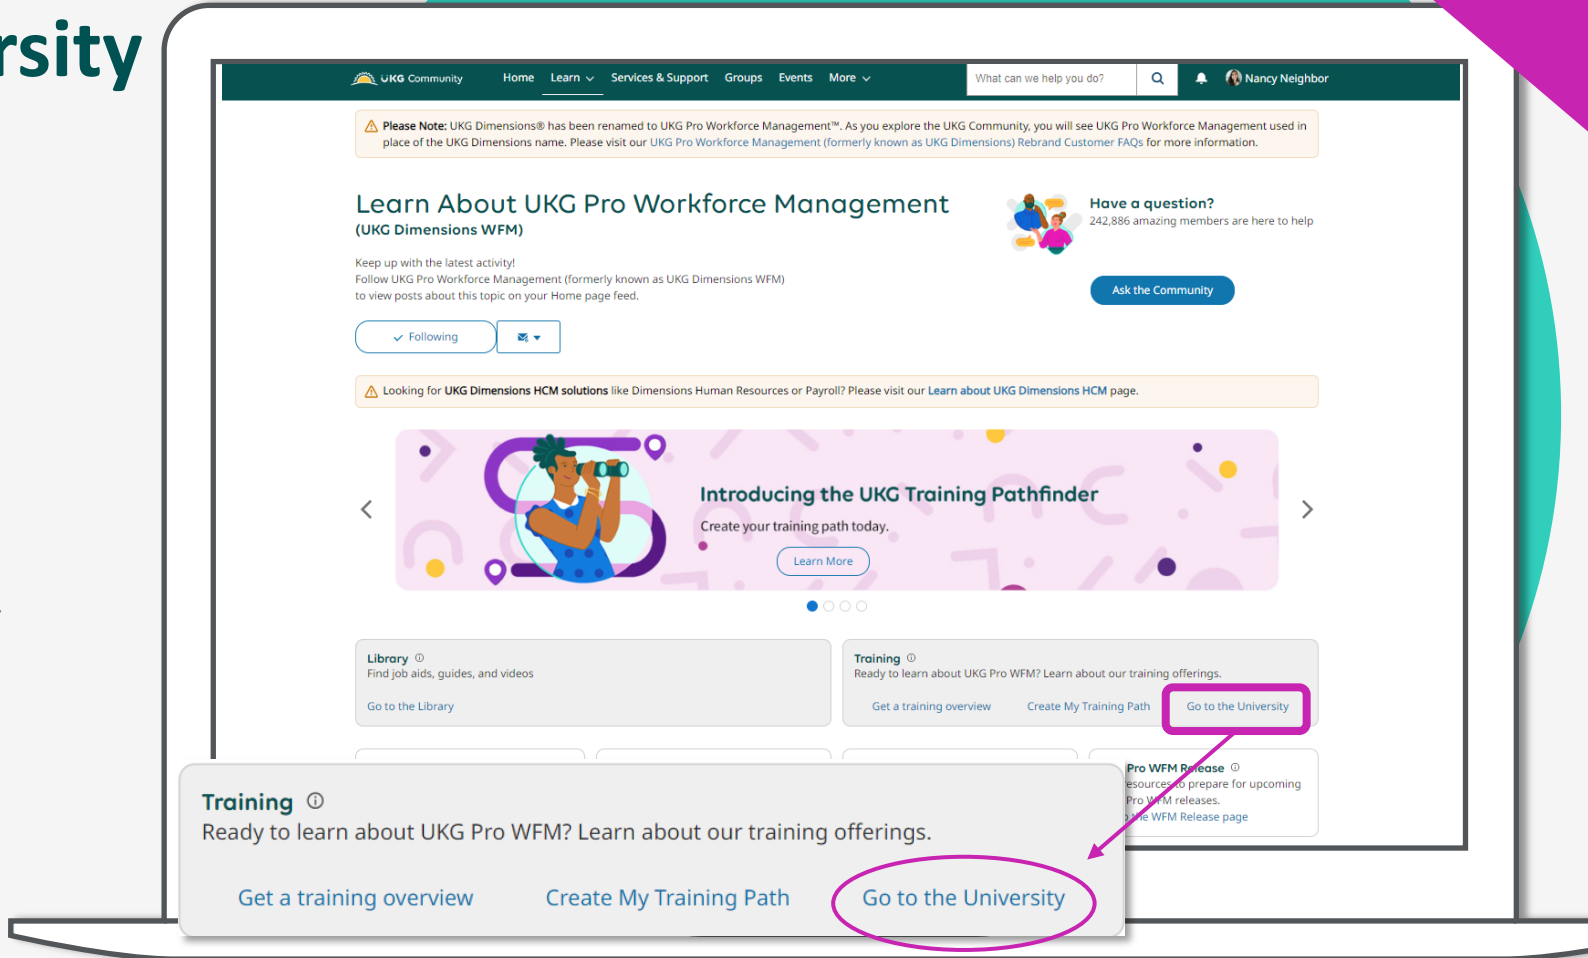 rsity
UKG Community Home Learn Services & Support Groups Events More What can we help you do? Nancy Neighbor
Please Note: UKG Dimensions® has been renamed to UKG Pro Workforce Management™. As you explore the UKG Community, you will see UKG Pro Workforce Management used in
place of the UKG Dimensions name. Please visit our UKG Pro Workforce Management (formerly known as UKG Dimensions) Rebrand Customer FAQs for more information.
Learn About UKG Pro Workforce Management
(UKG Dimensions WFM)
Keep up with the latest activity!
Follow UKG Pro Workforce Management (formerly known as UKG Dimensions WFM)
to view posts about this topic on your Home page feed.
Following
Have a question?
242,886 amazing members are here to help
Ask the Community
Looking for UKG Dimensions HCM solutions like Dimensions Human Resources or Payroll? Please visit our Learn about UKG Dimensions HCM page.
Introducing the UKG Training Pathfinder
Create your training path today.
Learn More
Library
Find job aids, guides, and videos
Go to the Library
Training
Ready to learn about UKG Pro WFM? Learn about our training offerings.
Get a training overview Create My Training Path Go to the University
Pro WFM Release
esources to prepare for upcoming
Pro WFM releases.
the WFM Release page
Training
Ready to learn about UKG Pro WFM? Learn about our training offerings.
Get a training overview Create My Training Path Go to the University